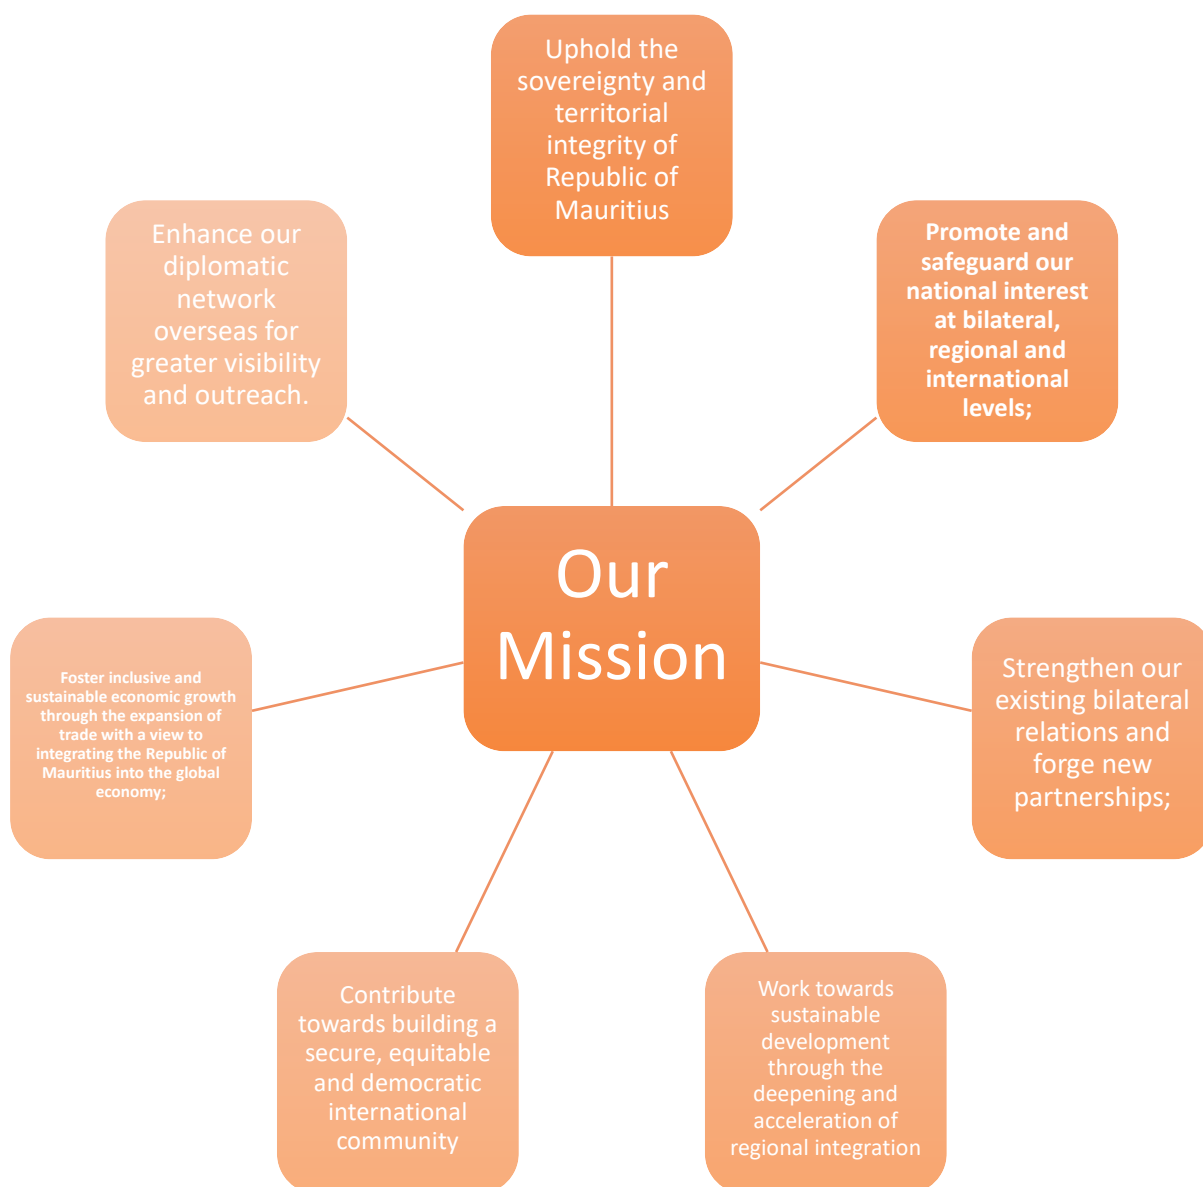 Uphold the
sovereignty and
territorial
integrity of
Republic of
Mauritius
Promote and
safeguard our
national interest
at bilateral,
regional and
international
levels;
Strengthen our
existing bilateral
relations and
forge new
partnerships;
Work towards
sustainable
development
through the
deepening and
acceleration of
regional integration
Contribute
towards building a
secure, equitable
and democratic
international
community
Foster inclusive and
sustainable economic growth
through the expansion of
trade with a view to
integrating the Republic of
Mauritius into the global
economy;
Enhance our
diplomatic
network
overseas for
greater visibility
and outreach.
Our
Mission